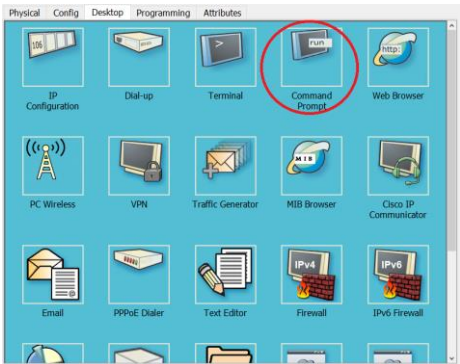 Physical Config Desktop Programming Attributes
106
>
run
http:
IP
Configuration
Dial-up
Terminal
Command
Prompt
Web Browser
((•))
MIB
PC Wireless
VPN
Traffic Generator
MIB Browser
Cisco IP
Communicator
IPv4
IPv6
Email
PPPoE Dialer
Text Editor
Firewall
IPv6 Firewall